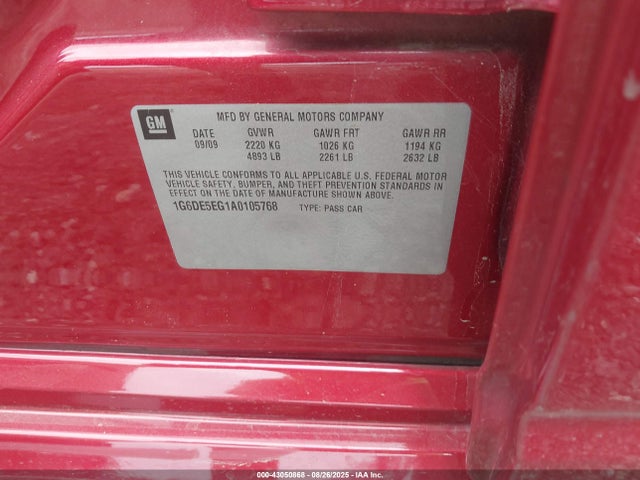 GM
MFD BY GENERAL MOTORS COMPANY
DATE GVWR GAWR FRT GAWR RR
09/09 2220 KG 1026 KG 1194 KG
4893 LB 2261 LB 2632 LB
THIS VEHICLE CONFORMS TO ALL APPLICABLE U.S. FEDERAL MOTOR
VEHICLE SAFETY, BUMPER, AND THEFT PREVENTION STANDARDS IN
EFFECT ON THE DATE OF MANUFACTURE SHOWN ABOVE.
1G6DE5EG1A0105768 TYPE: PASS CAR
000-43050868 - 08/26/2025 - IAA Inc.